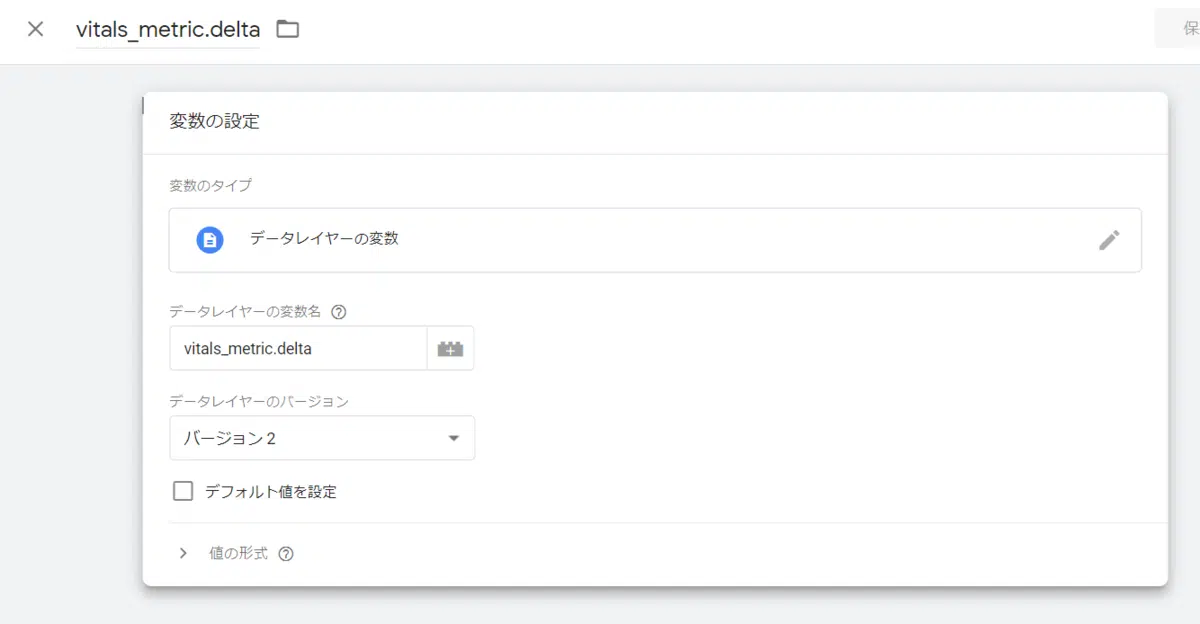 vitals_metric.delta
保
変数の設定
変数のタイプ
データレイヤーの変数
データレイヤーの変数名
vitals_metric.delta
データレイヤーのバージョン
バージョン 2
デフォルト値を設定
値の形式